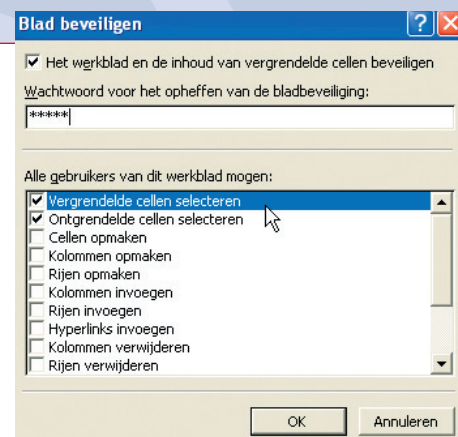 Blad beveiligen
Het werkblad en de inhoud van vergrendelde cellen beveiligen
Wachtwoord voor het opheffen van de bladbeveiliging:
*****
Alle gebruikers van dit werkblad mogen:
Vergrendelde cellen selecteren
Ontgrendelde cellen selecteren
Cellen opmaken
Kolommen opmaken
Rijen opmaken
Kolommen invoegen
Rijen invoegen
Hyperlinks invoegen
Kolommen verwijderen
Rijen verwijderen
OK Annuleren